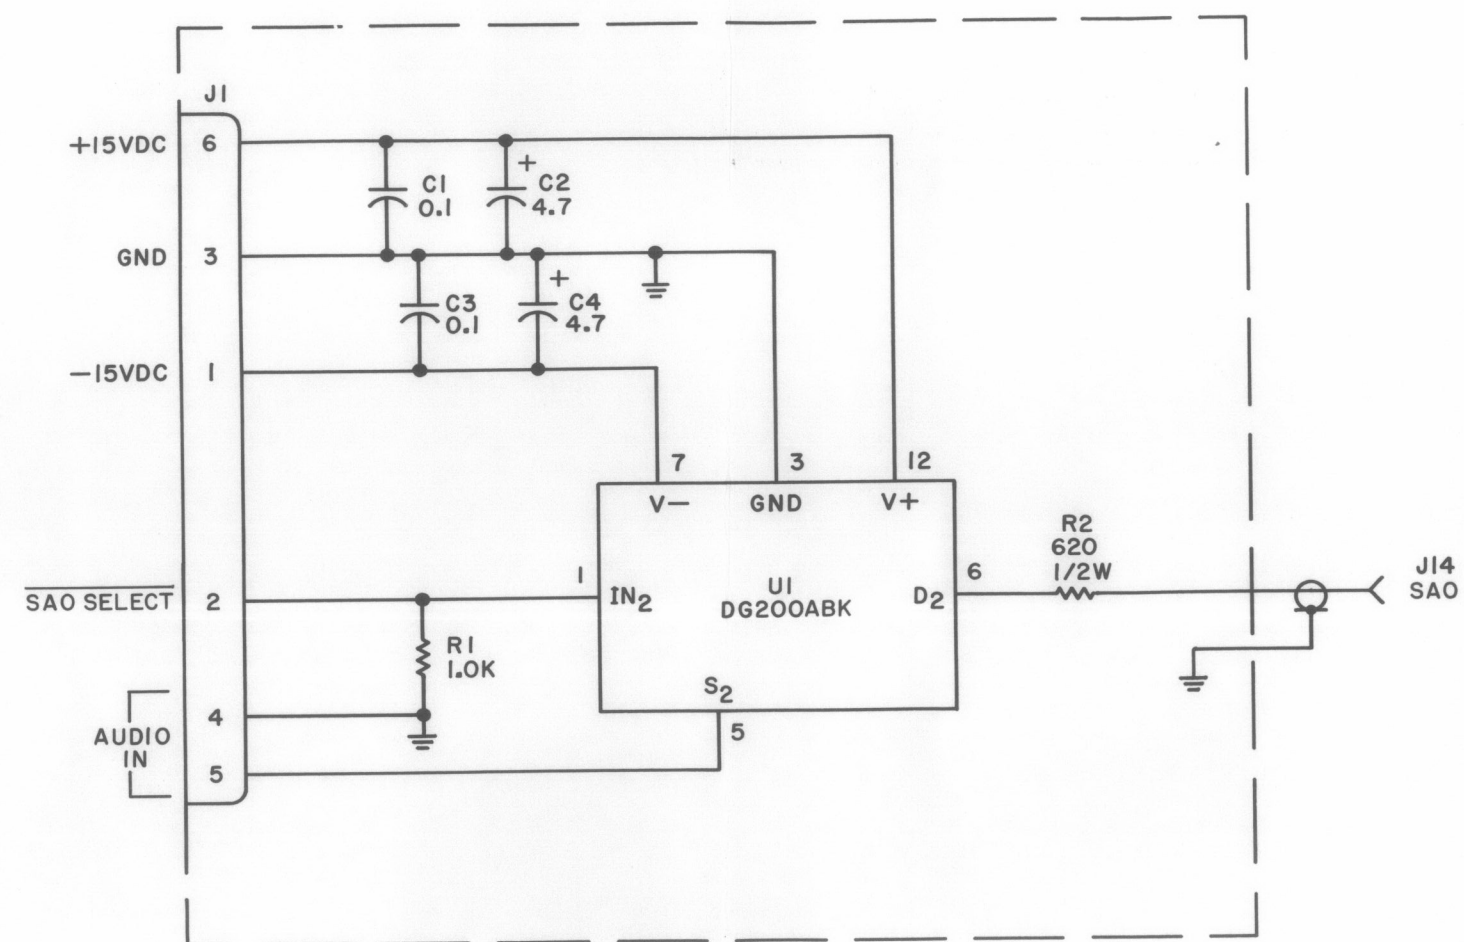 J1
+15VDC
6
C1
0.1
+
C2
4.7
GND
3
C3
0.1
+
C4
4.7
−15VDC
1
7
3
12
V−
GND
V+
SAO SELECT
2
1
IN2
U1
DG200ABK
D2
6
R2
620
1/2W
J14
SAO
R1
1.0K
S2
5
AUDIO
IN
4
5